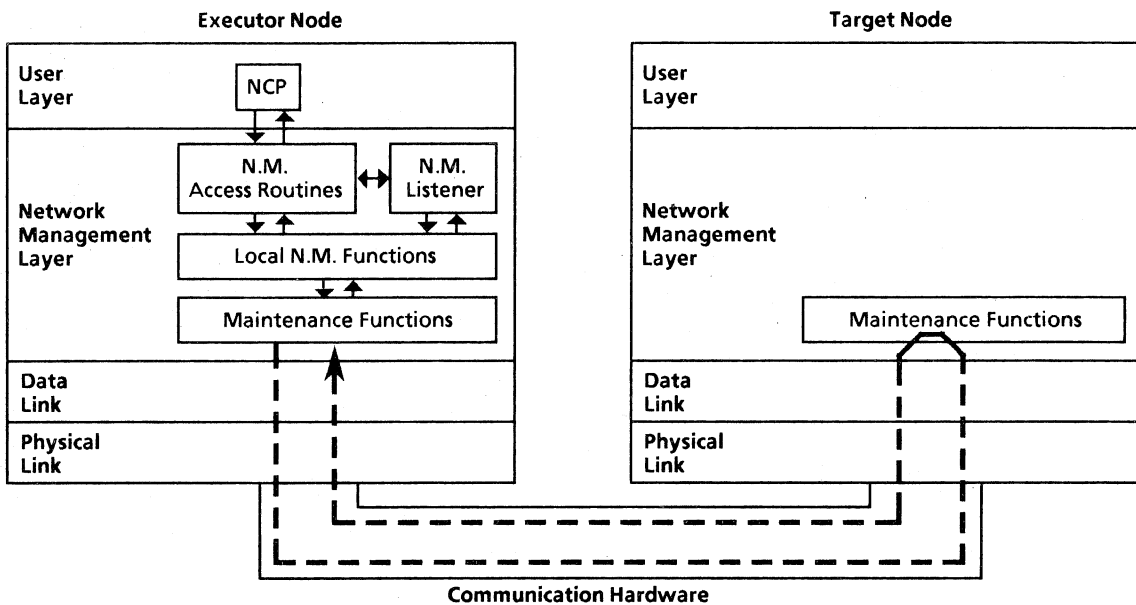 Executor Node
Target Node
User
Layer
NCP
User
Layer
N.M.
Access Routines
N.M.
Listener
Network
Management
Layer
Local N.M. Functions
Maintenance Functions
Network
Management
Layer
Maintenance Functions
Data
Link
Data
Link
Physical
Link
Physical
Link
Communication Hardware